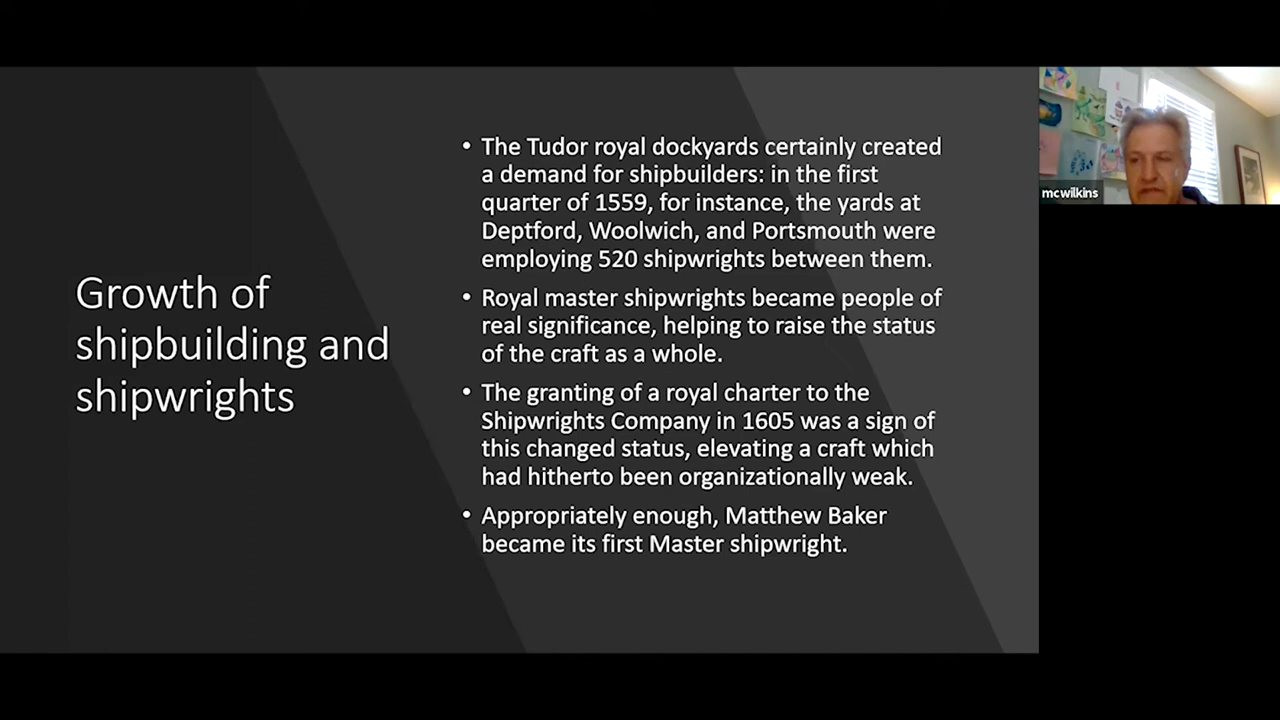 Growth of
shipbuilding and
shipwrights
• The Tudor royal dockyards certainly created
a demand for shipbuilders: in the first
quarter of 1559, for instance, the yards at
Deptford, Woolwich, and Portsmouth were
employing 520 shipwrights between them.
• Royal master shipwrights became people of
real significance, helping to raise the status
of the craft as a whole.
• The granting of a royal charter to the
Shipwrights Company in 1605 was a sign of
this changed status, elevating a craft which
had hitherto been organizationally weak.
• Appropriately enough, Matthew Baker
became its first Master shipwright.
mc wilkins